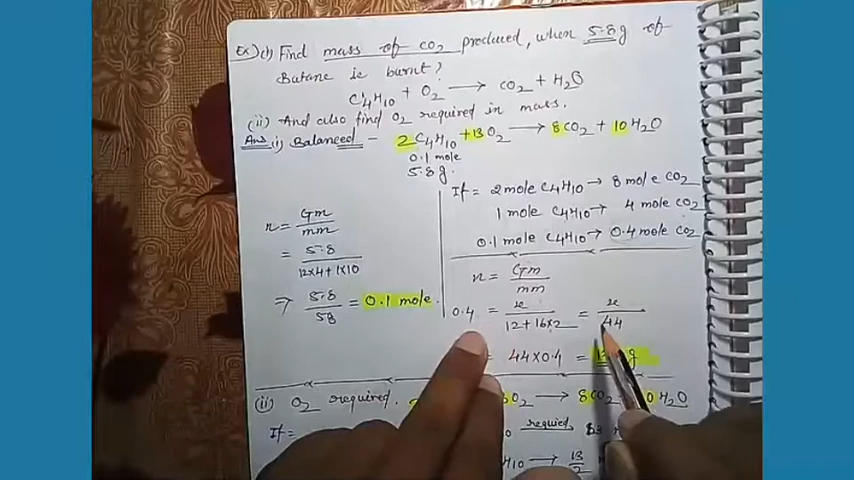 Ex) (i) Find mass of CO2 produced, when 5.8g of
Butane is burnt?
C4H10 + O2 → CO2 + H2O
(ii) And also find O2 required in mass.
Ans (i) Balanceed - 2C4H10 + 13O2 → 8CO2 + 10H2O
0.1 mole
5.8g.
n = Gm/mm
= 5.8/12×4+1×10
⇒ 5.8/58 = 0.1 mole.
If = 2 mole C4H10 → 8 mole CO2
1 mole C4H10 → 4 mole CO2
0.1 mole C4H10 → 0.4 mole CO2
n = Gm/mm
0.4 = x/12+16×2 = x/44
= 44×0.4 = g
(ii) O2 required. O2 → 8CO2 H2O
If =
required
H10 → 13/2